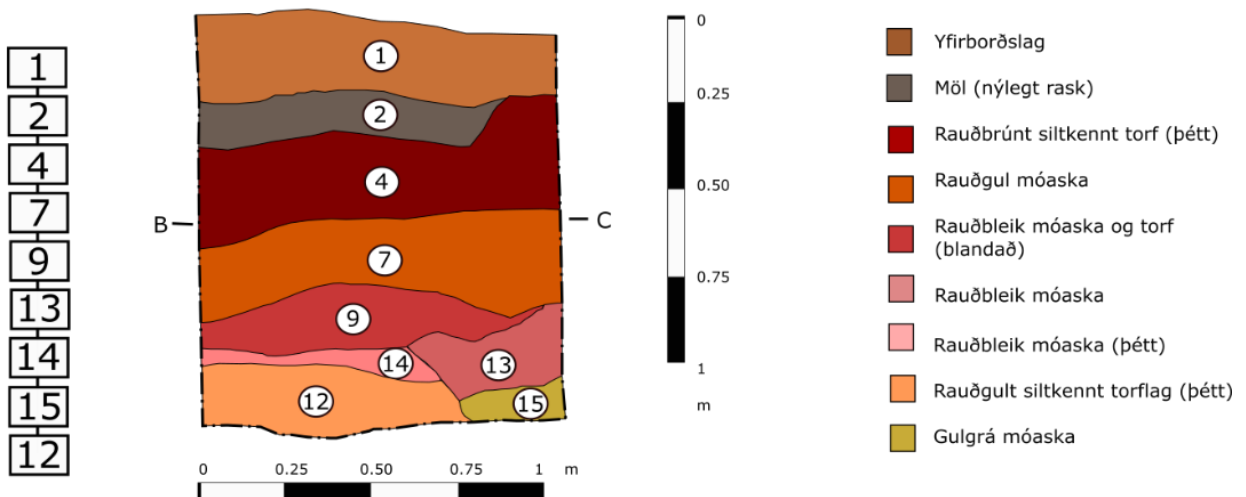 1
2
4
7
9
13
14
15
12
1
2
4
B
C
7
9
14
13
12
15
0
0.25
0.50
0.75
1
m
0
0.25
0.50
0.75
1
m
Yfirborðslag
Möl (nýlegt rask)
Rauðbrúnt siltkennt torf (þétt)
Rauðgul móaska
Rauðbleik móaska og torf
(blandað)
Rauðbleik móaska
Rauðbleik móaska (þétt)
Rauðgult siltkennt torflag (þétt)
Gulgrá móaska